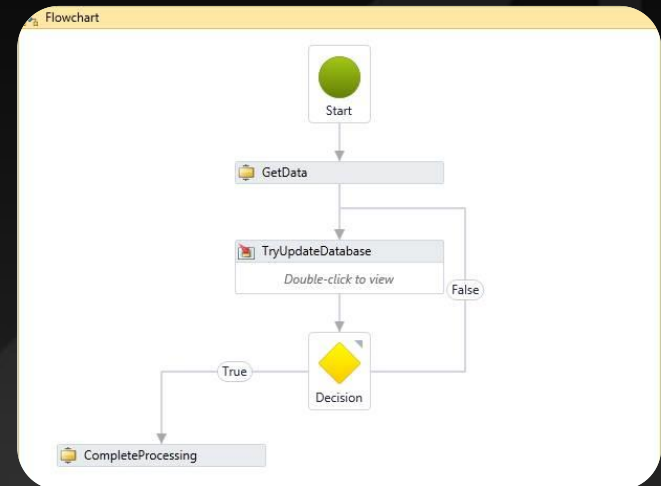 Flowchart
Start
GetData
TryUpdateDatabase
Double-click to view
False
True
Decision
CompleteProcessing